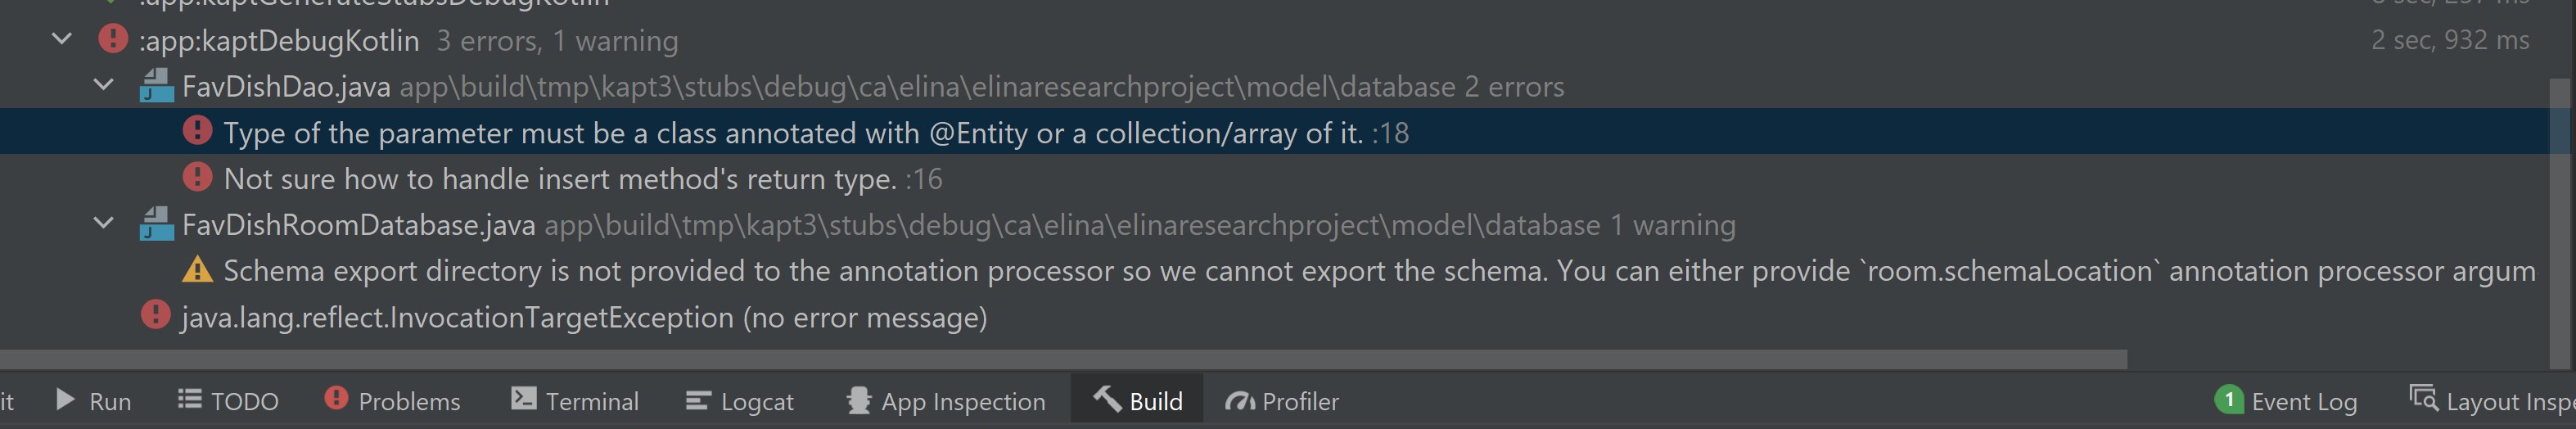 :app:kaptGenerateStubsDebugKotlin
:app:kaptDebugKotlin 3 errors, 1 warning 2 sec, 932 ms
FavDishDao.java app\build\tmp\kapt3\stubs\debug\ca\elina\elinaresearchproject\model\database 2 errors
Type of the parameter must be a class annotated with @Entity or a collection/array of it. :18
Not sure how to handle insert method's return type. :16
FavDishRoomDatabase.java app\build\tmp\kapt3\stubs\debug\ca\elina\elinaresearchproject\model\database 1 warning
Schema export directory is not provided to the annotation processor so we cannot export the schema. You can either provide `room.schemaLocation` annotation processor argum
java.lang.reflect.InvocationTargetException (no error message)
it Run TODO Problems Terminal Logcat App Inspection Build Profiler 1 Event Log Layout Inspe